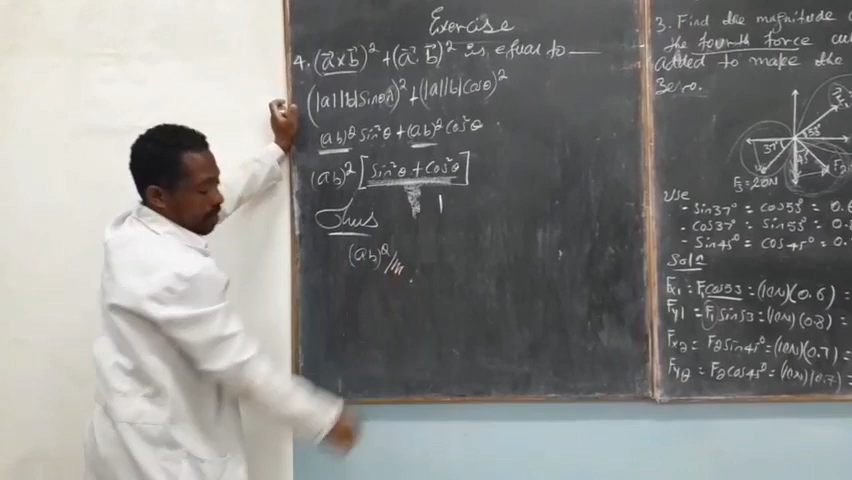 Exercise
4. (a⃗×b⃗)² + (a⃗.b⃗)² is equal to ___
(|a||b|Sinθn̂)² + (|a||b|Cosθ)²
(ab)² Sin²θ + (ab)² Cos²θ
(ab)² [Sin²θ + Cos²θ]
1
Thus
(ab)²//.
3. Find the magnitude
the fourth force
added to make the
Zero.
53°
37°
45°
F₂
F₃ = 20N
Use
- Sin37° = Cos53° = 0.6
- Cos37° = Sin53° = 0.8
- Sin45° = Cos45° = 0.7
Solⁿ
Fx1 = F₁Cos53 = (10N)(0.6)
Fy1 = F₁Sin53 = (10N)(0.8) =
Fx2 = F2Sin45° = (10N)(0.7) =
Fy2 = F2Cos45° = (10N)(0.7) =